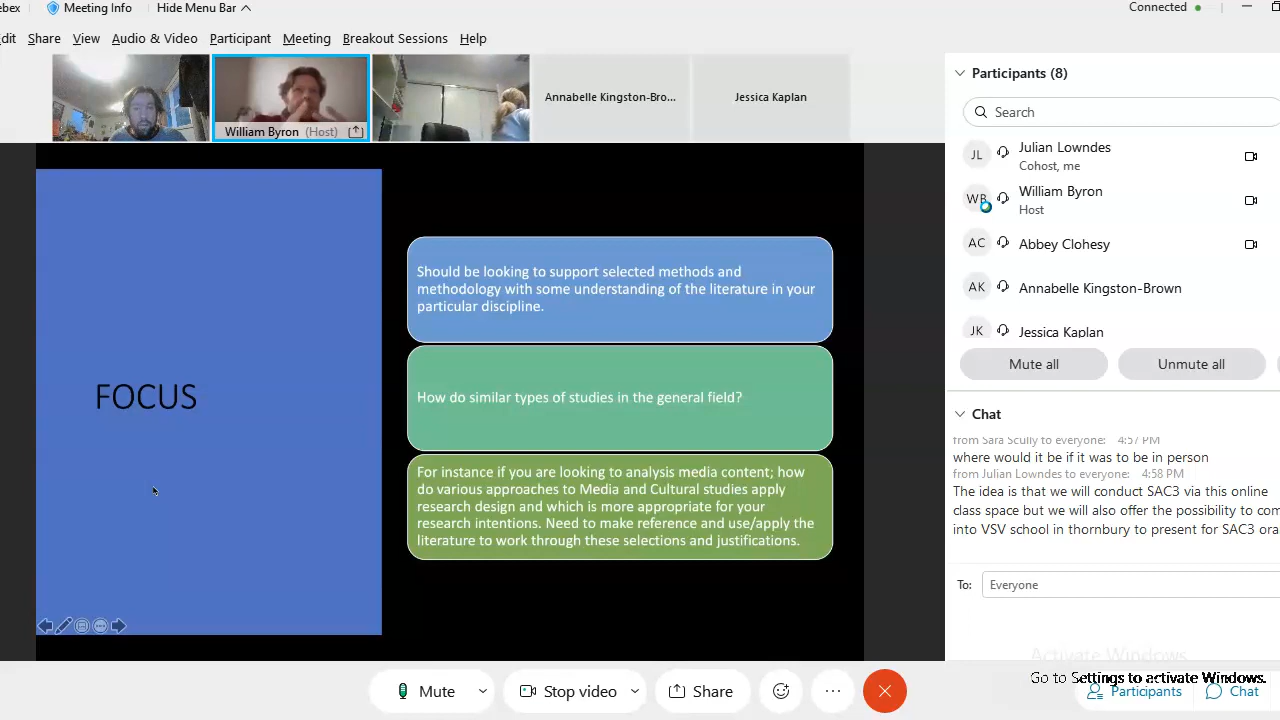 ebex Meeting Info Hide Menu Bar Connected
dit Share View Audio & Video Participant Meeting Breakout Sessions Help
William Byron (Host)
Annabelle Kingston-Bro...
Jessica Kaplan
FOCUS
Should be looking to support selected methods and
methodology with some understanding of the literature in your
particular discipline.
How do similar types of studies in the general field?
For instance if you are looking to analysis media content; how
do various approaches to Media and Cultural studies apply
research design and which is more appropriate for your
research intentions. Need to make reference and use/apply the
literature to work through these selections and justifications.
Participants (8)
Search
JL Julian Lowndes
Cohost, me
WB William Byron
Host
AC Abbey Clohesy
AK Annabelle Kingston-Brown
JK Jessica Kaplan
Mute all Unmute all
Chat
from Sara Scully to everyone: 4:57 PM
where would it be if it was to be in person
from Julian Lowndes to everyone: 4:58 PM
The idea is that we will conduct SAC3 via this online
class space but we will also offer the possibility to com
into VSV school in thornbury to present for SAC3 ora
To: Everyone
Activate Windows
Go to Settings to activate Windows.
Mute Stop video Share
Participants Chat